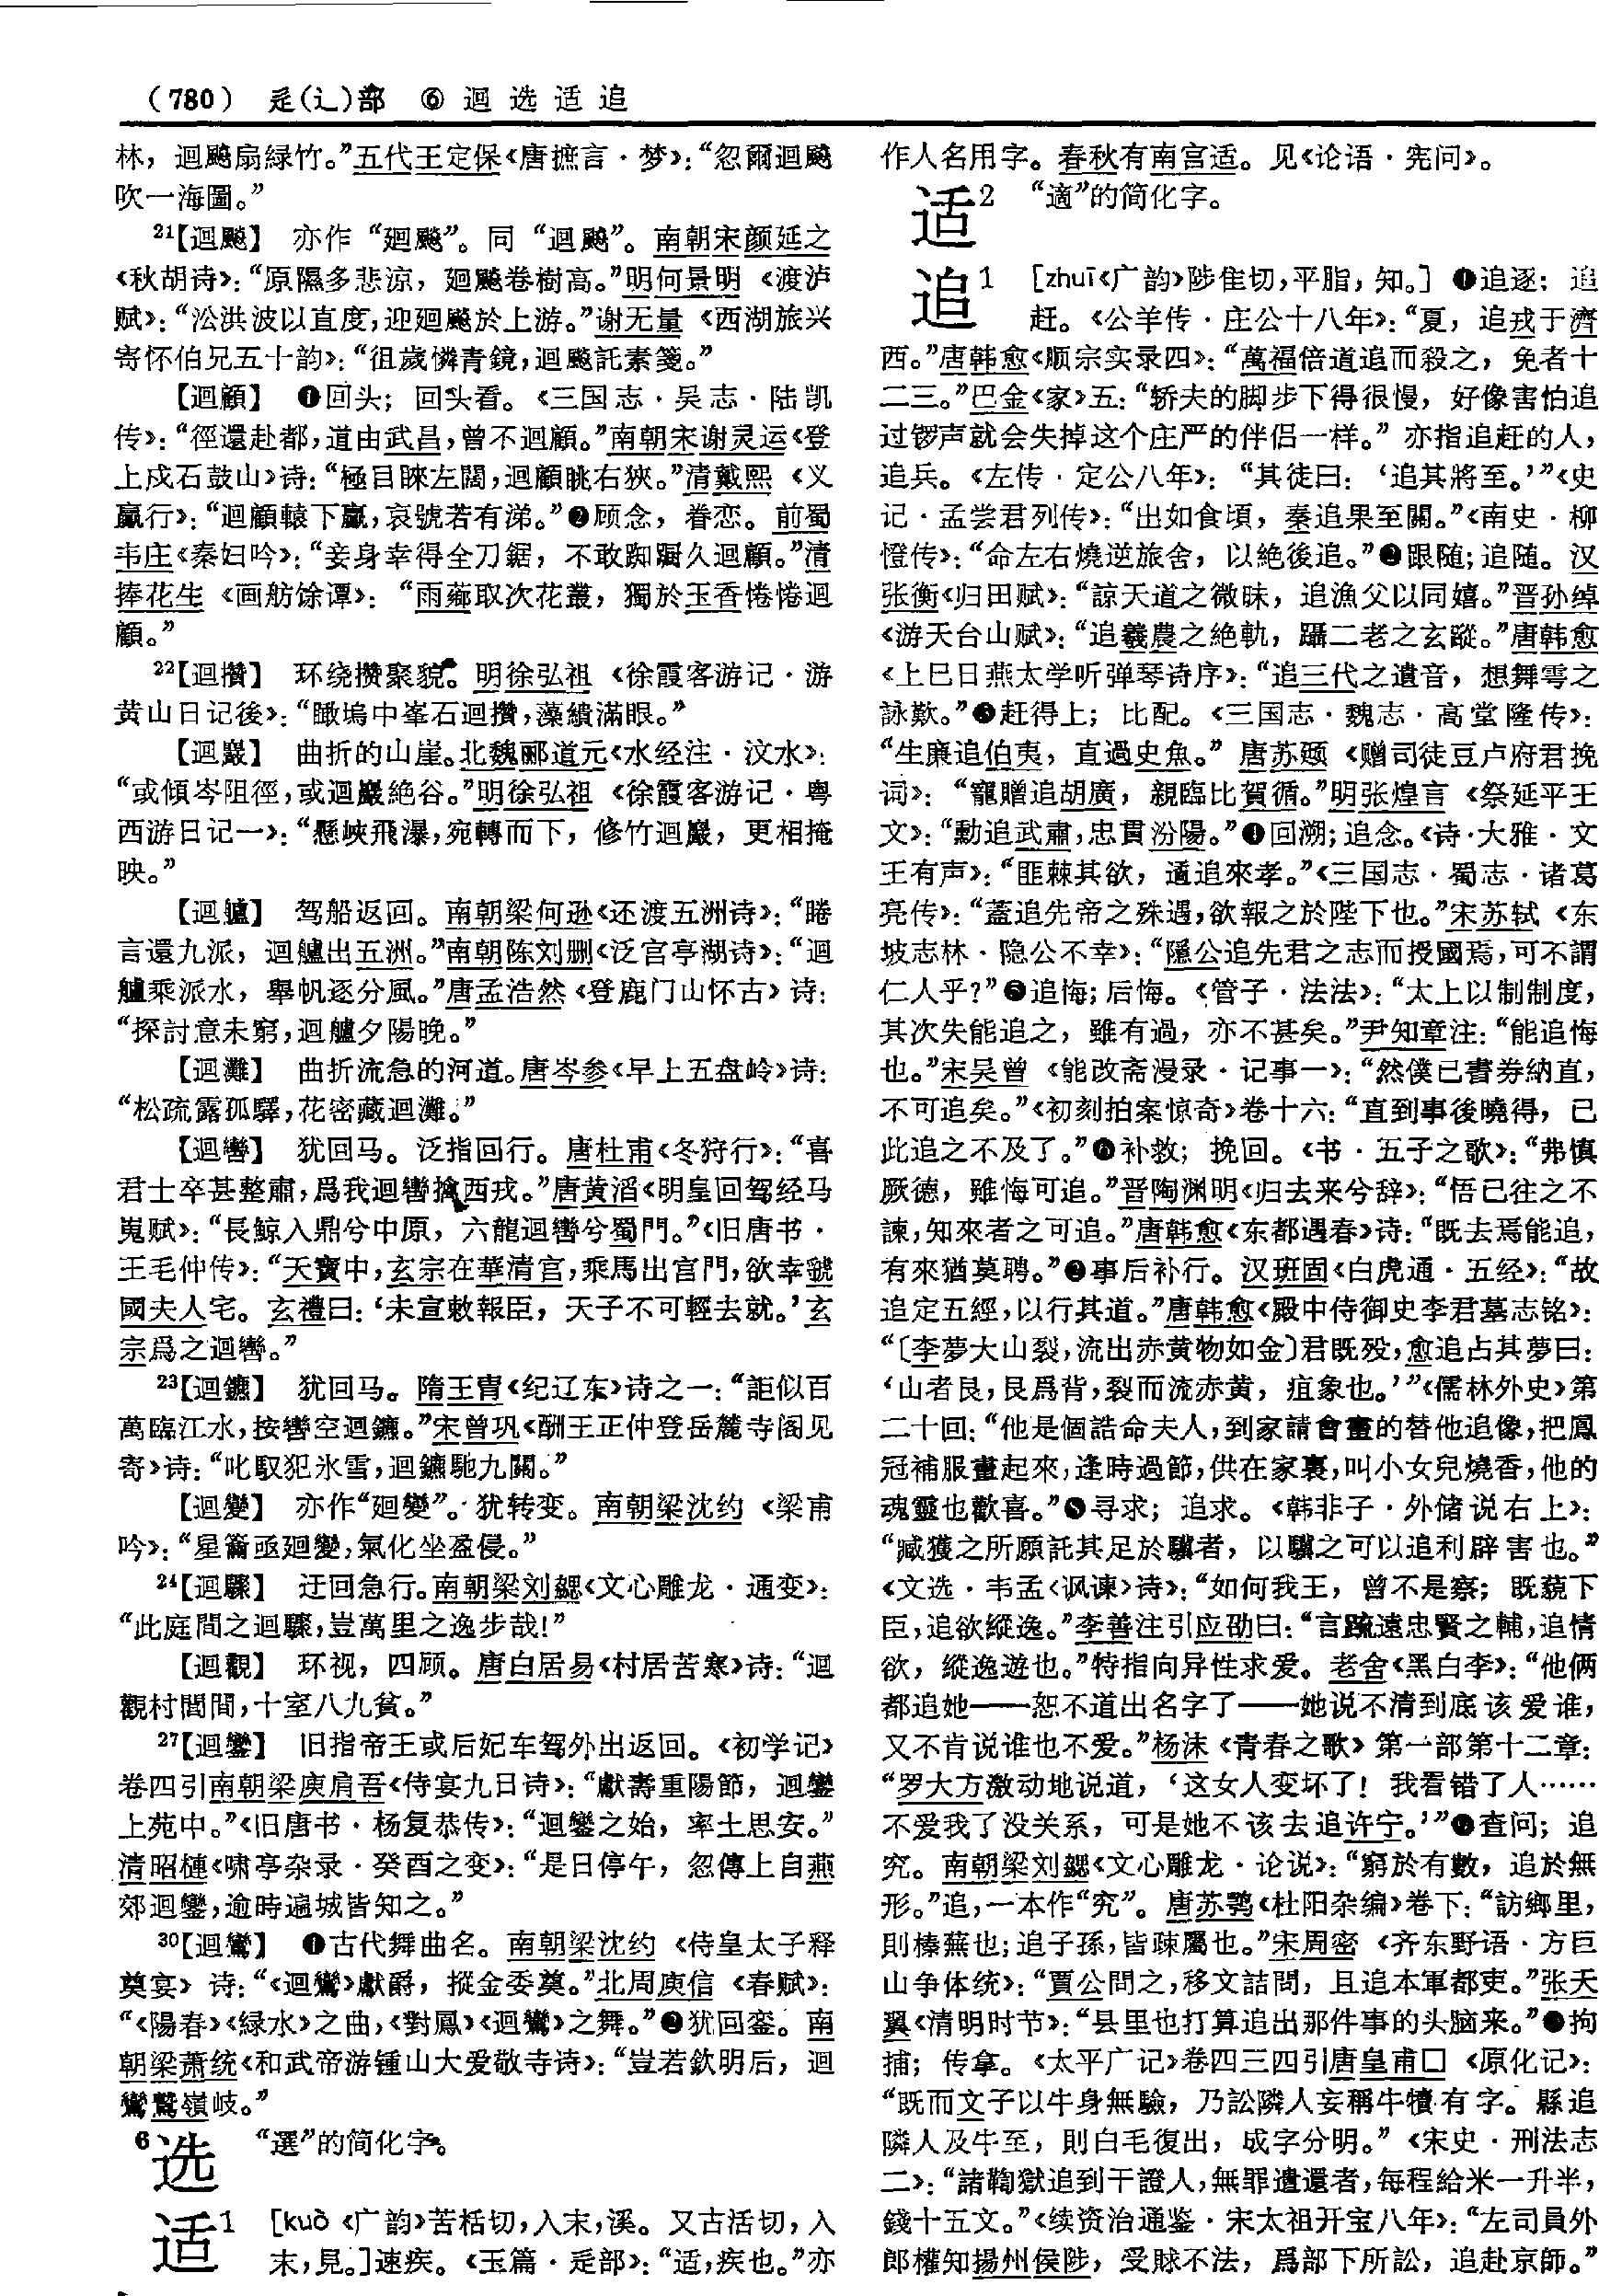 （780） 辵(辶)部 ⑥ 迴 选 适 追
林，迴飈扇緑竹。”五代王定保《唐摭言·梦》：“忽爾迴飈
吹一海圖。”
21【迴飈】 亦作“廻飈”。同“迴飇”。南朝宋颜延之
《秋胡诗》：“原隰多悲涼，廻飈卷樹高。”明何景明《渡泸
赋》：“㳂洪波以直度，迎廻飈於上游。”谢无量《西湖旅兴
寄怀伯兄五十韵》：“徂歲憐青鏡，迴飈託素箋。”
【迴顧】 ❶回头；回头看。《三国志·吴志·陆凯
传》：“徑還赴都，道由武昌，曾不迴顧。”南朝宋谢灵运《登
上戍石鼓山》诗：“極目睞左闊，迴顧眺右狹。”清戴熙《义
蠃行》：“迴顧轅下蠃，哀號若有涕。”❷顾念，眷恋。前蜀
韦庄《秦妇吟》：“妾身幸得全刀鋸，不敢踟躕久迴顧。”清
捧花生《画舫馀谭》：“雨薌取次花叢，獨於玉香惓惓迴
顧。”
22【迴攢】 环绕攒聚貌。明徐弘祖《徐霞客游记·游
黄山日记後》：“瞰塢中峯石迴攢，藻繢滿眼。”
【迴巖】 曲折的山崖。北魏郦道元《水经注·汶水》：
“或傾岑阻徑，或迴巖絶谷。”明徐弘祖《徐霞客游记·粤
西游日记一》：“懸峽飛瀑，宛轉而下，修竹迴巖，更相掩
映。”
【迴艫】 驾船返回。南朝梁何逊《还渡五洲诗》：“睠
言還九派，迴艫出五洲。”南朝陈刘删《泛宫亭湖诗》：“迴
艫乘派水，舉帆逐分風。”唐孟浩然《登鹿门山怀古》诗：
“探討意未窮，迴艫夕陽晚。”
【迴灘】 曲折流急的河道。唐岑参《早上五盘岭》诗：
“松疏露孤驛，花密藏迴灘。”
【迴轡】 犹回马。泛指回行。唐杜甫《冬狩行》：“喜
君士卒甚整肅，爲我迴轡擒西戎。”唐黄滔《明皇回驾经马
嵬赋》：“長鲸入鼎兮中原，六龍迴轡兮蜀門。”《旧唐书·
王毛仲传》：“天寶中，玄宗在華清宫，乘馬出宫門，欲幸虢
國夫人宅。玄禮曰：‘未宣敕報臣，天子不可輕去就。’玄
宗爲之迴轡。”
23【迴鑣】 犹回马。隋王胄《纪辽东》诗之一：“詎似百
萬臨江水，按轡空迴鑣。”宋曾巩《酬王正仲登岳麓寺阁见
寄》诗：“叱馭犯氷雪，迴鑣馳九關。”
【迴變】 亦作“廻變”。犹转变。南朝梁沈约《梁甫
吟》：“星籥亟廻變，氣化坐盈侵。”
24【迴驟】 迂回急行。南朝梁刘勰《文心雕龙·通变》：
“此庭間之迴驟，豈萬里之逸步哉！”
【迴觀】 环视，四顾。唐白居易《村居苦寒》诗：“迴
觀村閭間，十室八九貧。”
27【迴鑾】 旧指帝王或后妃车驾外出返回。《初学记》
卷四引南朝梁庾肩吾《侍宴九日诗》：“獻壽重陽節，迴鑾
上苑中。”《旧唐书·杨复恭传》：“迴鑾之始，率土思安。”
清昭槤《啸亭杂录·癸酉之变》：“是日停午，忽傳上自燕
郊迴鑾，逾時遍城皆知之。”
30【迴鸞】 ❶古代舞曲名。南朝梁沈约《侍皇太子释
奠宴》诗：“《迴鸞》獻爵，摐金委奠。”北周庾信《春赋》：
“《陽春》《緑水》之曲，《對鳳》《迴鸞》之舞。”❷犹回銮。南
朝梁萧统《和武帝游锺山大爱敬寺诗》：“豈若欽明后，迴
鸞鷲嶺岐。”
6选 “選”的简化字。
适1 [kuò《广韵》苦栝切，入末，溪。又古活切，入
末，見。]速疾。《玉篇·辵部》：“适，疾也。”亦
作人名用字。春秋有南宫适。见《论语·宪问》。
适2 “適”的简化字。
追1 [zhuī《广韵》陟隹切，平脂，知。] ❶追逐；追
赶。《公羊传·庄公十八年》：“夏，追戎于濟
西。”唐韩愈《顺宗实录四》：“萬福倍道追而殺之，免者十
二三。”巴金《家》五：“轿夫的脚步下得很慢，好像害怕追
过锣声就会失掉这个庄严的伴侣一样。”亦指追赶的人，
追兵。《左传·定公八年》：“其徒曰：‘追其將至。’”《史
记·孟尝君列传》：“出如食頃，秦追果至關。”《南史·柳
憕传》：“命左右燒逆旅舍，以絶後追。”❷跟随；追随。汉
张衡《归田赋》：“諒天道之微昧，追漁父以同嬉。”晋孙绰
《游天台山赋》：“追羲農之絶軌，躡二老之玄蹤。”唐韩愈
《上巳日燕太学听弹琴诗序》：“追三代之遺音，想舞雩之
詠歎。”❸赶得上；比配。《三国志·魏志·高堂隆传》：
“生廉追伯夷，直過史魚。”唐苏颋《赠司徒豆卢府君挽
词》：“寵贈追胡廣，親臨比賀循。”明张煌言《祭延平王
文》：“勳追武肅，忠貫汾陽。”❹回溯；追念。《诗·大雅·文
王有声》：“匪棘其欲，遹追來孝。”《三国志·蜀志·诸葛
亮传》：“蓋追先帝之殊遇，欲報之於陛下也。”宋苏轼《东
坡志林·隐公不幸》：“隱公追先君之志而授國焉，可不謂
仁人乎？”❺追悔；后悔。《管子·法法》：“太上以制制度，
其次失能追之，雖有過，亦不甚矣。”尹知章注：“能追悔
也。”宋吴曾《能改斋漫录·记事一》：“然僕已書券納直，
不可追矣。”《初刻拍案惊奇》卷十六：“直到事後曉得，已
此追之不及了。”❻补救；挽回。《书·五子之歌》：“弗慎
厥德，雖悔可追。”晋陶渊明《归去来兮辞》：“悟已往之不
諫，知來者之可追。”唐韩愈《东都遇春》诗：“既去焉能追，
有來猶莫聘。”❼事后补行。汉班固《白虎通·五经》：“故
追定五經，以行其道。”唐韩愈《殿中侍御史李君墓志铭》：
“〔李夢大山裂，流出赤黄物如金〕君既殁，愈追占其夢曰：
‘山者艮，艮爲背，裂而流赤黄，疽象也。’”《儒林外史》第
二十回：“他是個誥命夫人，到家請會畫的替他追像，把鳳
冠補服畫起來，逢時過節，供在家裏，叫小女兒燒香，他的
魂靈也歡喜。”❽寻求；追求。《韩非子·外储说右上》：
“臧獲之所願託其足於驥者，以驥之可以追利辟害也。”
《文选·韦孟〈讽谏〉诗》：“如何我王，曾不是察；既藐下
臣，追欲縱逸。”李善注引应劭曰：“言疏遠忠賢之輔，追情
欲，縱逸遊也。”特指向异性求爱。老舍《黑白李》：“他俩
都追她——恕不道出名字了——她说不清到底该爱谁，
又不肯说谁也不爱。”杨沫《青春之歌》第一部第十二章：
“罗大方激动地说道，‘这女人变坏了！我看错了人……
不爱我了没关系，可是她不该去追许宁。’”❾查问；追
究。南朝梁刘勰《文心雕龙·论说》：“窮於有數，追於無
形。”追，一本作“究”。唐苏鹗《杜阳杂编》卷下：“訪鄉里，
則榛蕪也；追子孫，皆疎屬也。”宋周密《齐东野语·方巨
山争体统》：“賈公問之，移文詰問，且追本軍都吏。”张天
翼《清明时节》：“县里也打算追出那件事的头脑来。”❿拘
捕；传拿。《太平广记》卷四三四引唐皇甫□《原化记》：
“既而文子以牛身無驗，乃訟隣人妄稱牛犢有字。縣追
隣人及牛至，則白毛復出，成字分明。”《宋史·刑法志
二》：“諸鞫獄追到干證人，無罪遣還者，每程給米一升半，
錢十五文。”《续资治通鉴·宋太祖开宝八年》：“左司員外
郎權知揚州侯陟，受賕不法，爲部下所訟，追赴京師。”